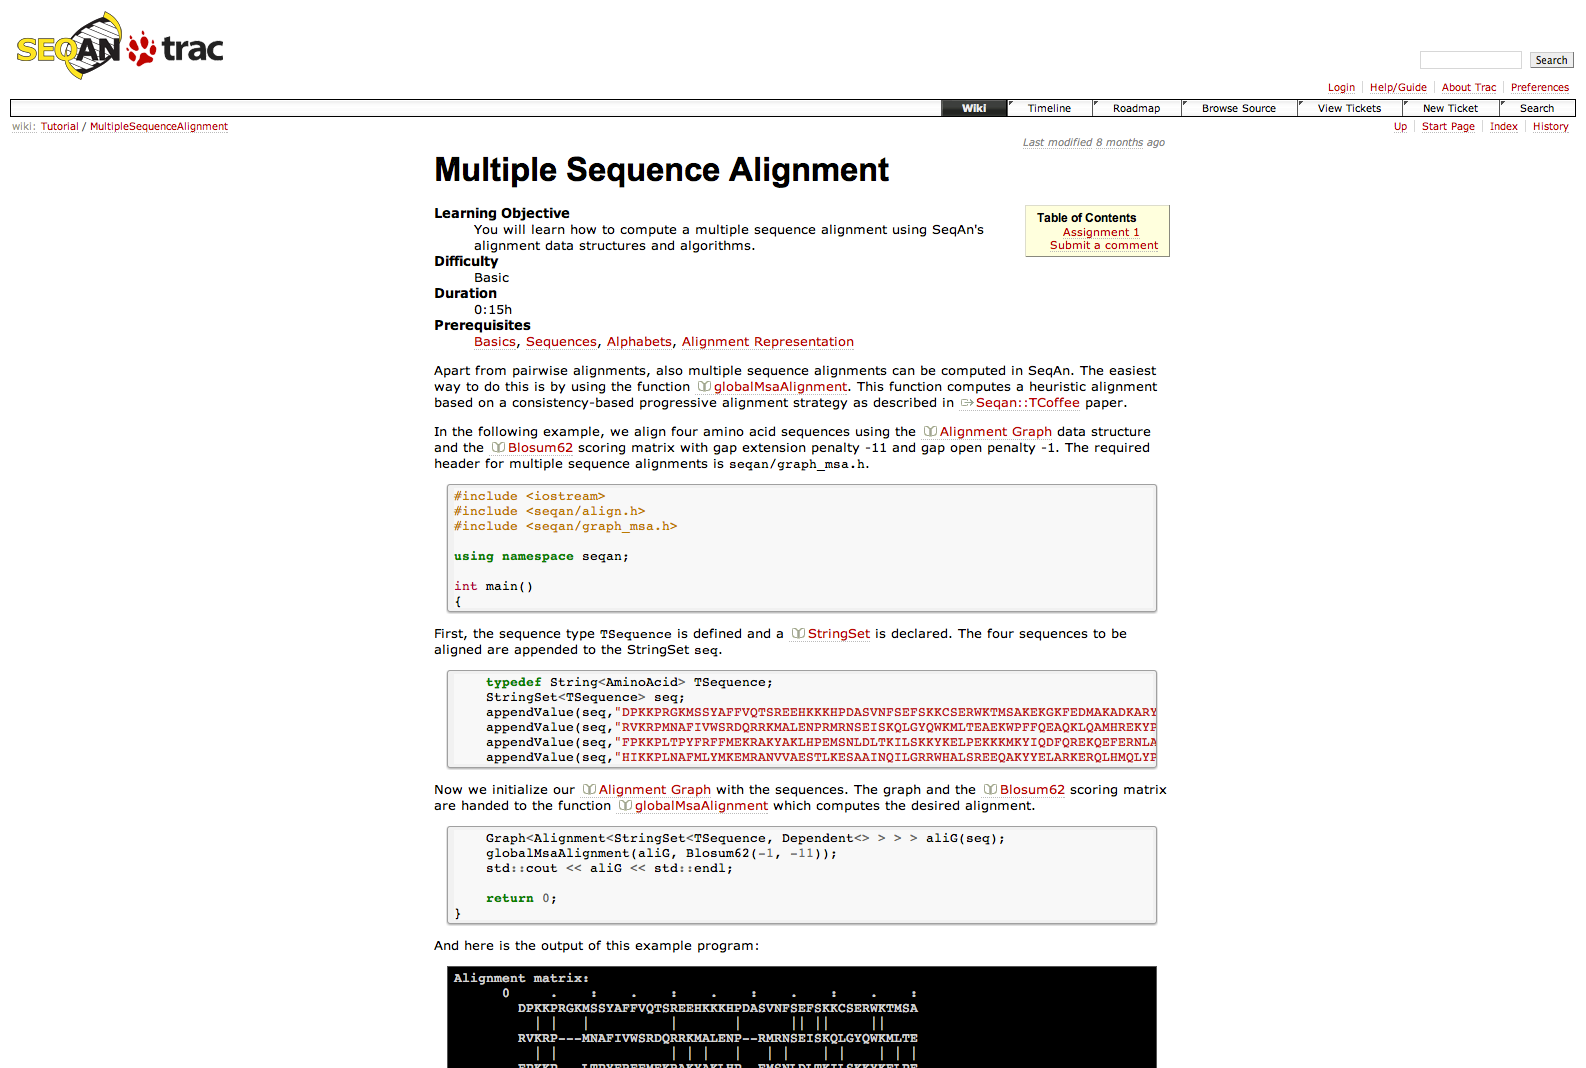 SEQAN trac
Search
Login Help/Guide About Trac Preferences
Wiki Timeline Roadmap Browse Source View Tickets New Ticket Search
wiki: Tutorial / MultipleSequenceAlignment
Up Start Page Index History
Last modified 8 months ago
Multiple Sequence Alignment
Table of Contents
Assignment 1
Submit a comment
Learning Objective
You will learn how to compute a multiple sequence alignment using SeqAn's
alignment data structures and algorithms.
Difficulty
Basic
Duration
0:15h
Prerequisites
Basics, Sequences, Alphabets, Alignment Representation
Apart from pairwise alignments, also multiple sequence alignments can be computed in SeqAn. The easiest
way to do this is by using the function globalMsaAlignment. This function computes a heuristic alignment
based on a consistency-based progressive alignment strategy as described in Seqan::TCoffee paper.
In the following example, we align four amino acid sequences using the Alignment Graph data structure
and the Blosum62 scoring matrix with gap extension penalty -11 and gap open penalty -1. The required
header for multiple sequence alignments is seqan/graph_msa.h.
#include <iostream>
#include <seqan/align.h>
#include <seqan/graph_msa.h>
using namespace seqan;
int main()
{
First, the sequence type TSequence is defined and a StringSet is declared. The four sequences to be
aligned are appended to the StringSet seq.
typedef String<AminoAcid> TSequence;
StringSet<TSequence> seq;
appendValue(seq,"DPKKPRGKMSSYAFFVQTSREEHKKKHPDASVNFSEFSKKCSERWKTMSAKEKGKFEDMAKADKARY
appendValue(seq,"RVKRPMNAFIVWSRDQRRKMALENPRMRNSEISKQLGYQWKMLTEAEKWPFFQEAQKLQAMHREKYP
appendValue(seq,"FPKKPLTPYFRFFMEKRAKYAKLHPEMSNLDLTKILSKKYKELPEKKKMKYIQDFQREKQEFERNLA
appendValue(seq,"HIKKPLNAFMLYMKEMRANVVAESTLKESAAINQILGRRWHALSREEQAKYYELARKERQLHMQLYP
Now we initialize our Alignment Graph with the sequences. The graph and the Blosum62 scoring matrix
are handed to the function globalMsaAlignment which computes the desired alignment.
Graph<Alignment<StringSet<TSequence, Dependent<> > > > aliG(seq);
globalMsaAlignment(aliG, Blosum62(-1, -11));
std::cout << aliG << std::endl;
return 0;
}
And here is the output of this example program:
Alignment matrix:
0 . : . : . : . : . :
DPKKPRGKMSSYAFFVQTSREEHKKKHPDASVNFSEFSKKCSERWKTMSA
| | | | | || || ||
RVKRP---MNAFIVWSRDQRRKMALENP--RMRNSEISKQLGYQWKMLTE
| | | | | | | | | | | | |